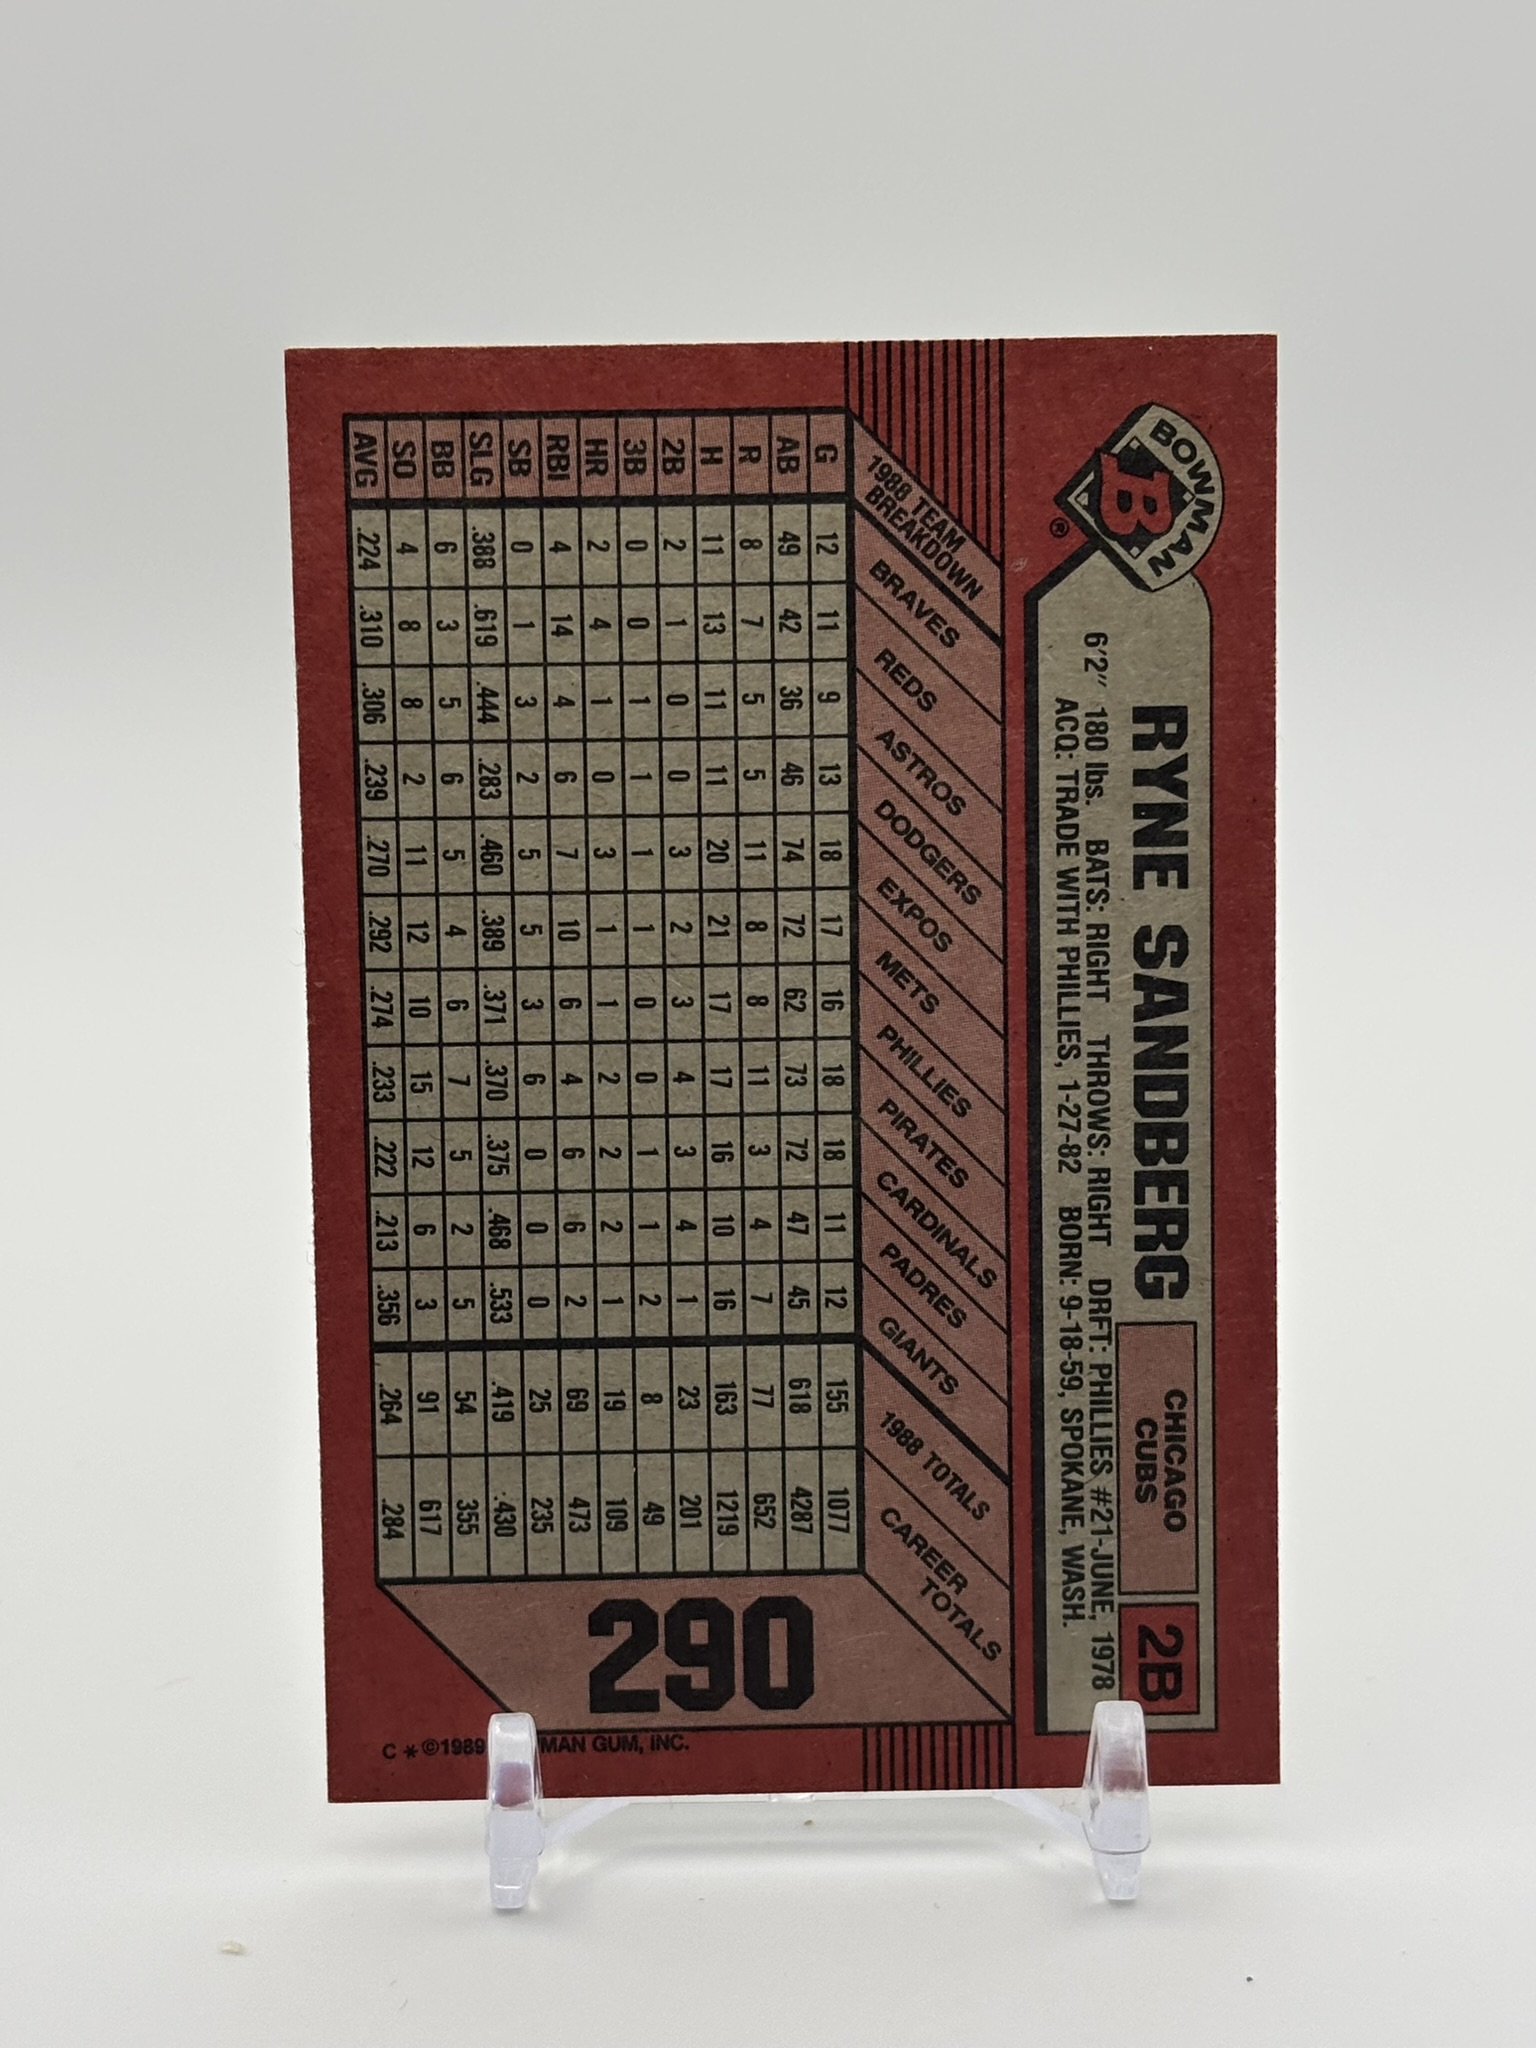 BOWMAN
B
®
RYNE SANDBERG
CHICAGO
CUBS
2B
6'2" 180 lbs. BATS: RIGHT THROWS: RIGHT DRFT: PHILLIES #21-JUNE, 1978
ACQ: TRADE WITH PHILLIES, 1-27-82 BORN: 9-18-59, SPOKANE, WASH.
1988 TEAM
BREAKDOWN
BRAVES
REDS
ASTROS
DODGERS
EXPOS
METS
PHILLIES
PIRATES
CARDINALS
PADRES
GIANTS
1988 TOTALS
CAREER
TOTALS
G 12 11 9 13 18 17 16 18 18 11 12 155 1077
AB 49 42 36 46 74 72 62 73 72 47 45 618 4287
R 8 7 5 5 11 8 8 11 3 4 7 77 652
H 11 13 11 11 20 21 17 17 16 10 16 163 1219
2B 2 1 0 0 3 2 3 4 3 4 1 23 201
3B 0 0 1 1 1 1 0 0 1 1 2 8 49
HR 2 4 1 0 3 1 1 2 2 2 1 19 109
RBI 4 14 4 6 7 10 6 4 6 6 2 69 473
SB 0 1 3 2 5 5 3 6 0 0 0 25 235
SLG .388 .619 .444 .283 .460 .389 .371 .370 .375 .468 .533 .419 .430
BB 6 3 5 6 5 4 6 7 5 2 5 54 355
SO 4 8 8 2 11 12 10 15 12 6 3 91 617
AVG .224 .310 .306 .239 .270 .292 .274 .233 .222 .213 .356 .264 .284
290
C * ©1989 MAN GUM, INC.